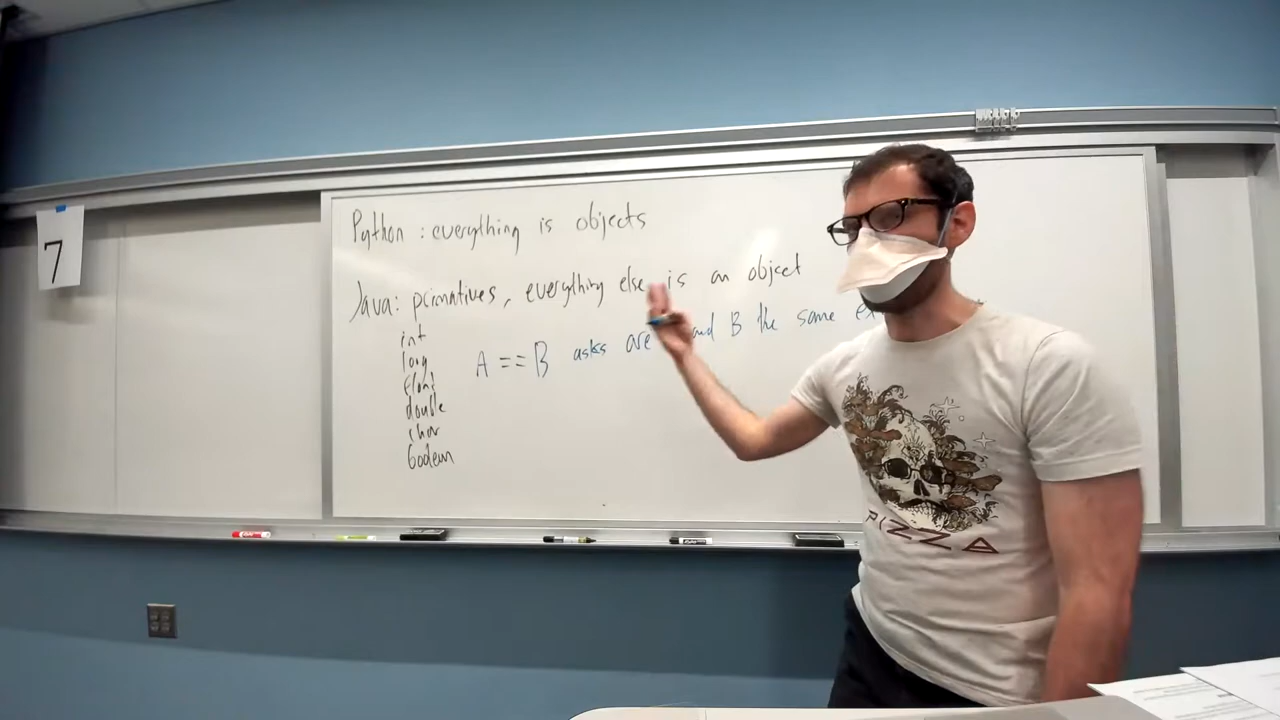 Python : everything is objects
7
Java: primatives, everything else is an object
int
A == B asks are and B the same
long
float
double
char
boolean
PIZZA